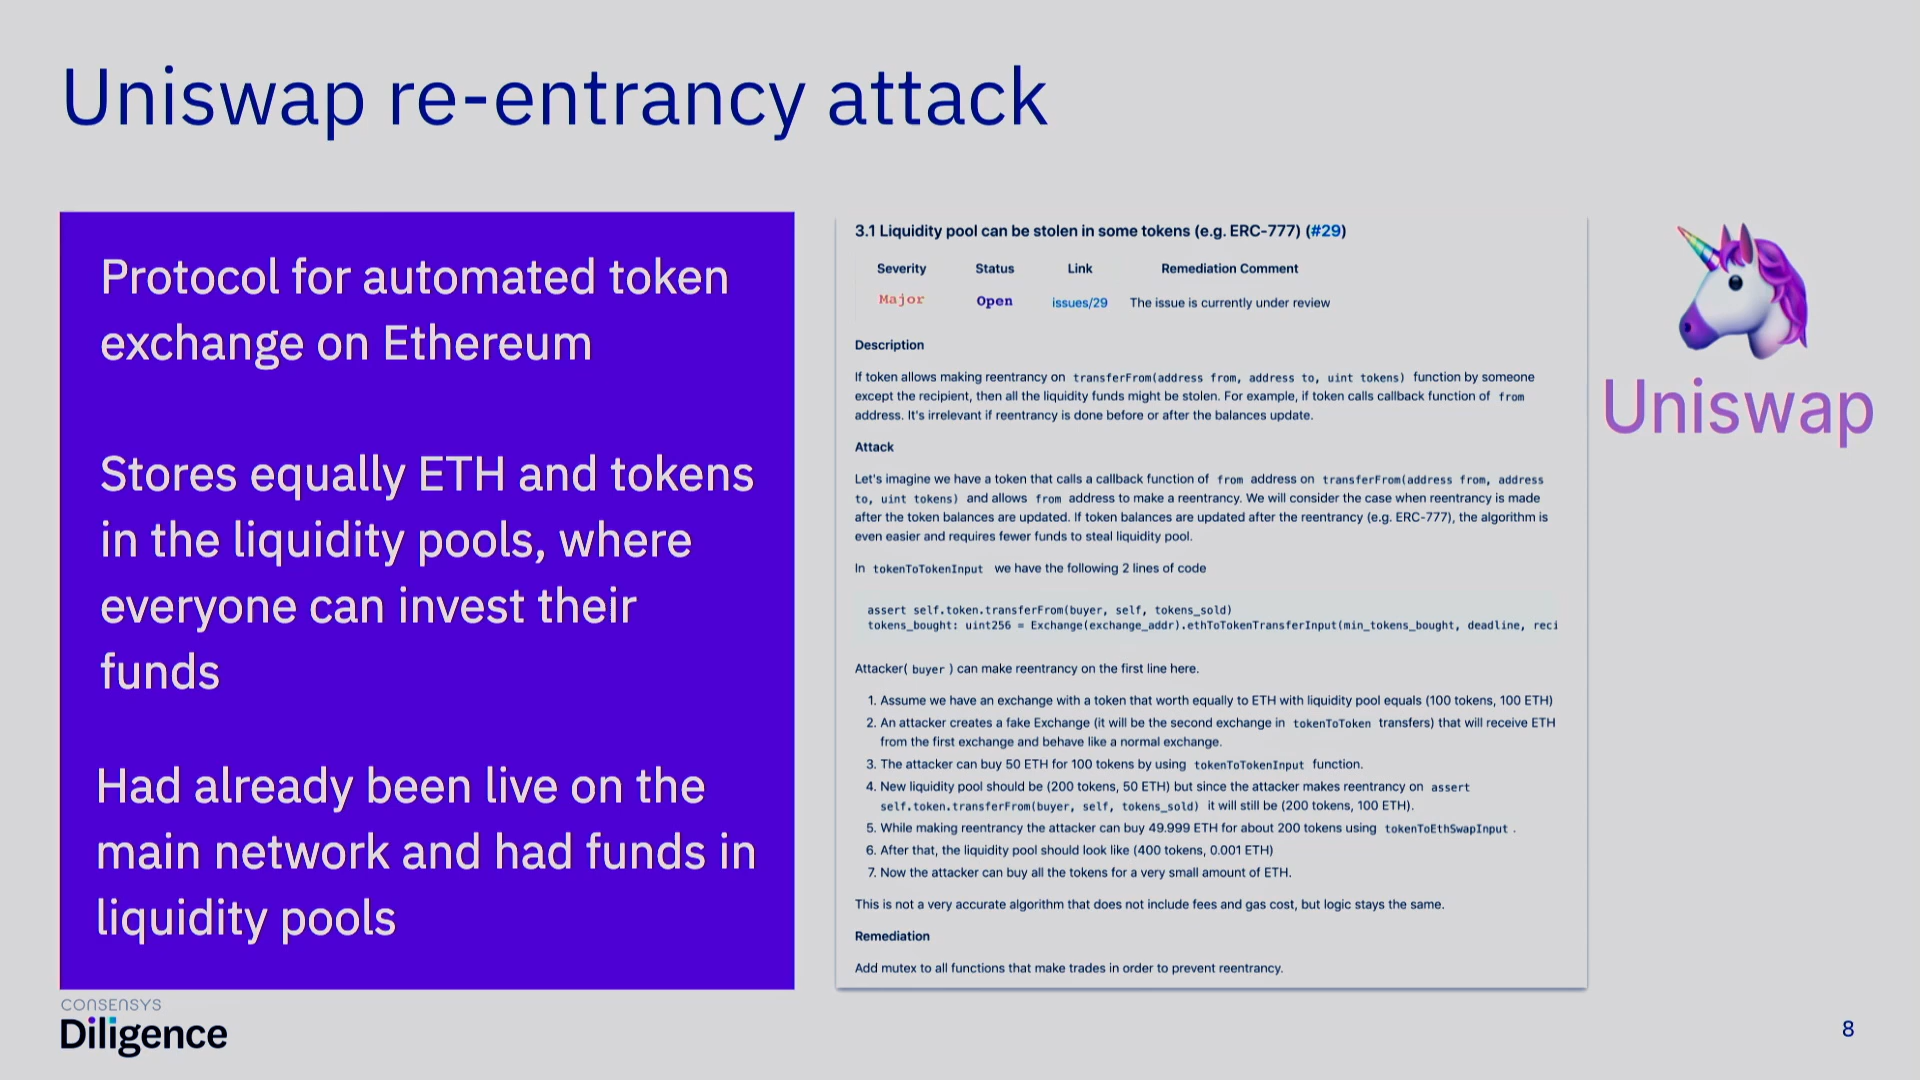 Uniswap re-entrancy attack
Protocol for automated token
exchange on Ethereum
Stores equally ETH and tokens
in the liquidity pools, where
everyone can invest their
funds
Had already been live on the
main network and had funds in
liquidity pools
3.1 Liquidity pool can be stolen in some tokens (e.g. ERC-777) (#29)
Severity Status Link Remediation Comment
Major Open issues/29 The issue is currently under review
Description
If token allows making reentrancy on transferFrom(address from, address to, uint tokens) function by someone
except the recipient, then all the liquidity funds might be stolen. For example, if token calls callback function of from
address. It's irrelevant if reentrancy is done before or after the balances update.
Attack
Let's imagine we have a token that calls a callback function of from address on transferFrom(address from, address
to, uint tokens) and allows from address to make a reentrancy. We will consider the case when reentrancy is made
after the token balances are updated. If token balances are updated after the reentrancy (e.g. ERC-777), the algorithm is
even easier and requires fewer funds to steal liquidity pool.
In tokenToTokenInput we have the following 2 lines of code
assert self.token.transferFrom(buyer, self, tokens_sold)
tokens_bought: uint256 = Exchange(exchange_addr).ethToTokenTransferInput(min_tokens_bought, deadline, reci
Attacker( buyer ) can make reentrancy on the first line here.
1. Assume we have an exchange with a token that worth equally to ETH with liquidity pool equals (100 tokens, 100 ETH)
2. An attacker creates a fake Exchange (it will be the second exchange in tokenToToken transfers) that will receive ETH
from the first exchange and behave like a normal exchange.
3. The attacker can buy 50 ETH for 100 tokens by using tokenToTokenInput function.
4. New liquidity pool should be (200 tokens, 50 ETH) but since the attacker makes reentrancy on assert
self.token.transferFrom(buyer, self, tokens_sold) it will still be (200 tokens, 100 ETH).
5. While making reentrancy the attacker can buy 49.999 ETH for about 200 tokens using tokenToEthSwapInput .
6. After that, the liquidity pool should look like (400 tokens, 0.001 ETH)
7. Now the attacker can buy all the tokens for a very small amount of ETH.
This is not a very accurate algorithm that does not include fees and gas cost, but logic stays the same.
Remediation
Add mutex to all functions that make trades in order to prevent reentrancy.
Uniswap
CONSENSYS
Diligence
8